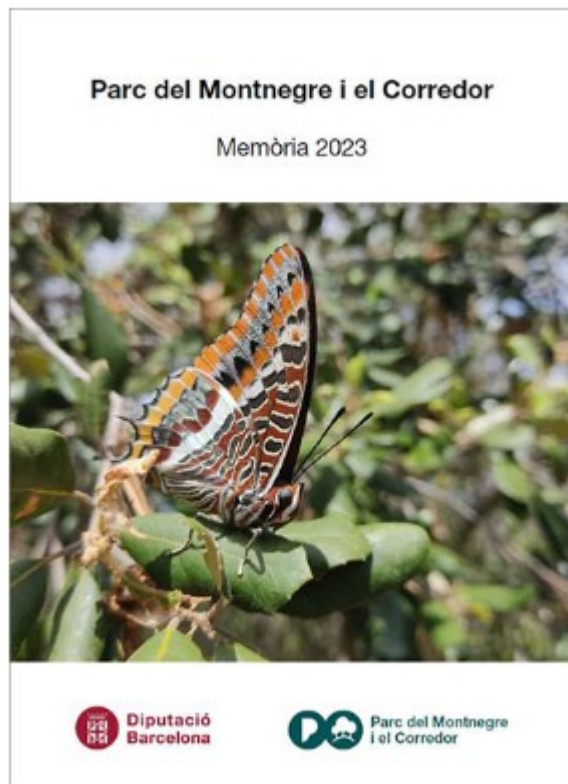 Parc del Montnegre i el Corredor
Memòria 2023
Diputació
Barcelona
Parc del Montnegre
i el Corredor